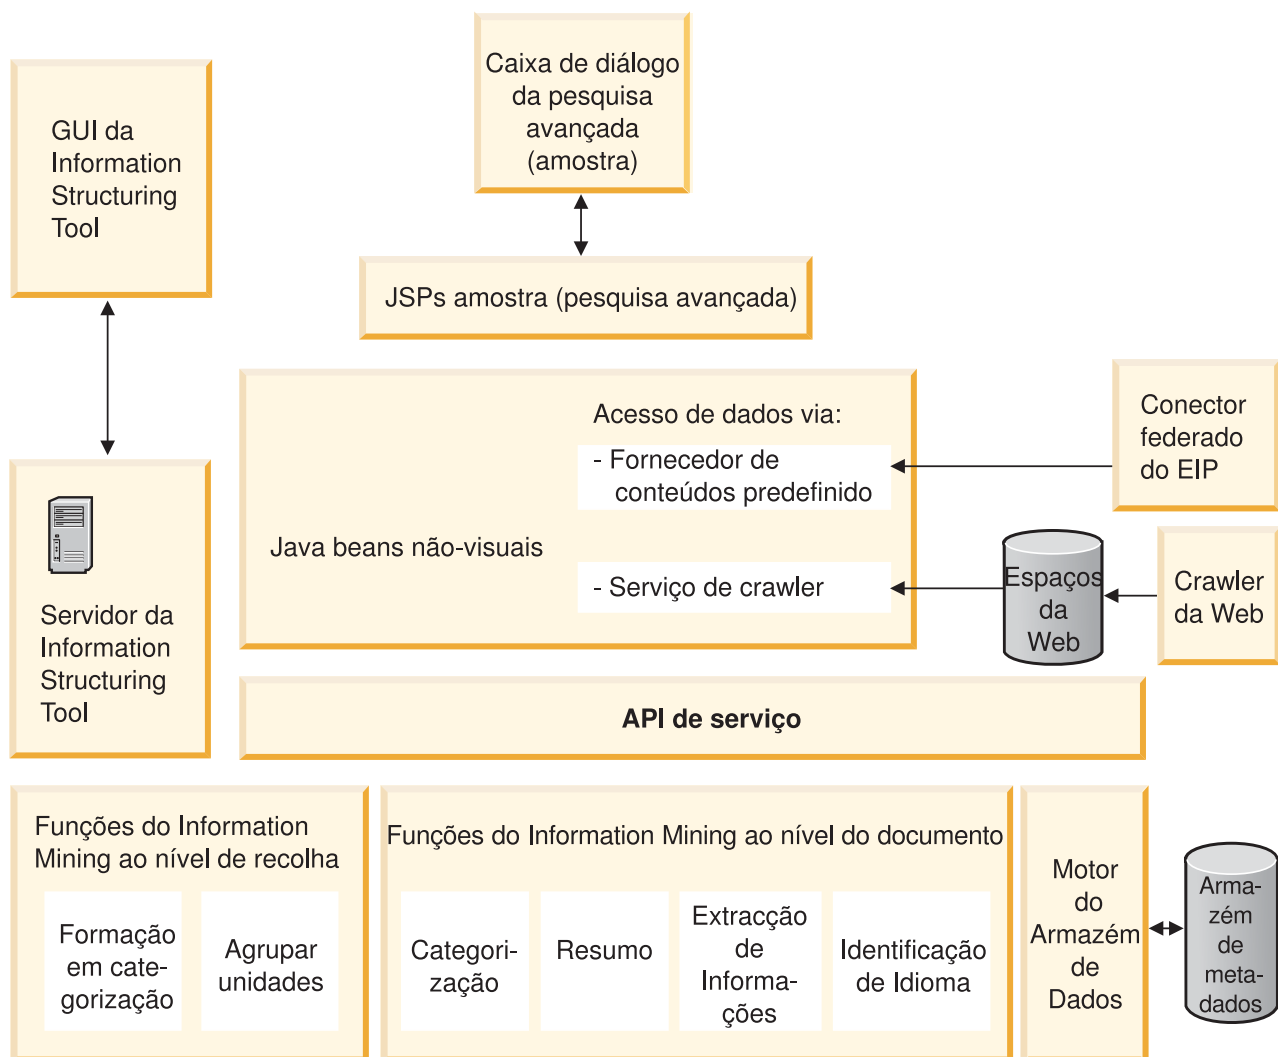 GUI da
Information
Structuring
Tool
Caixa de diálogo
da pesquisa
avançada
(amostra)
JSPs amostra (pesquisa avançada)
Acesso de dados via:
- Fornecedor de
conteúdos predefinido
Java beans não-visuais
- Serviço de crawler
Conector
federado
do EIP
Espaços
da
Web
Crawler
da Web
Servidor da
Information
Structuring
Tool
API de serviço
Funções do Information
Mining ao nível de recolha
Formação
em cate-
gorização
Agrupar
unidades
Funções do Information Mining ao nível do documento
Categori-
zação
Resumo
Extracção
de
Informa-
ções
Identificação
de Idioma
Motor
do
Armazém
de
Dados
Arma-
zém
de
meta-
dados